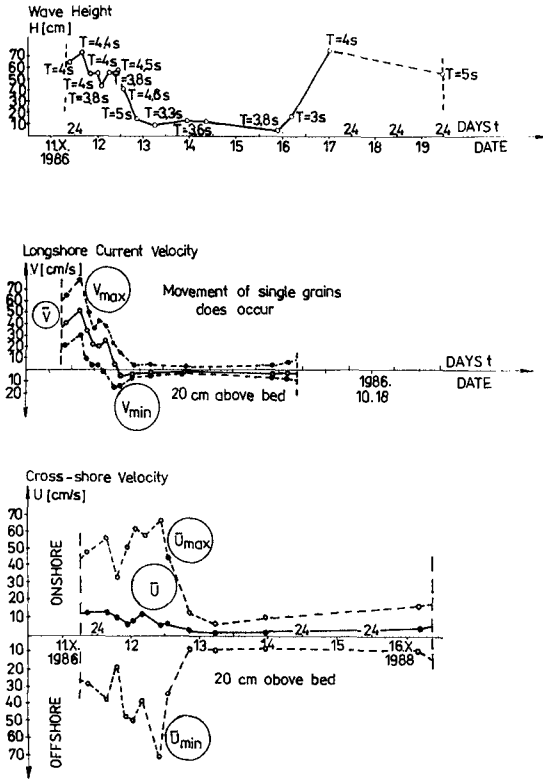 Wave Height
H [cm]
70
60
50
40
30
20
10
T=4s
T=4,4s
T=4s
T=4s
T=3,8s
T=4,5s
T=3,8s
T=4,8s
T=5s
T=3,3s
T=3,6s
T=3,8s
T=3s
T=4s
T=5s
24
24
24
24
DAYS t
11.X. 12 13 14 15 16 17 18 19 DATE
1986
Longshore Current Velocity
V [cm/s]
70
60
50
40
30
20
10
10
20
V̄
Vmax
Vmin
Movement of single grains
does occur
20 cm above bed
DAYS t
DATE
1986.
10.18
Cross-shore Velocity
U [cm/s]
70
60
50
40
30
20
10
10
20
30
40
50
60
70
ONSHORE
OFFSHORE
Ūmax
Ū
Ūmin
24
24
24
11.X. 12 13 14 15 16.X.
1986
1988
20 cm obove bed